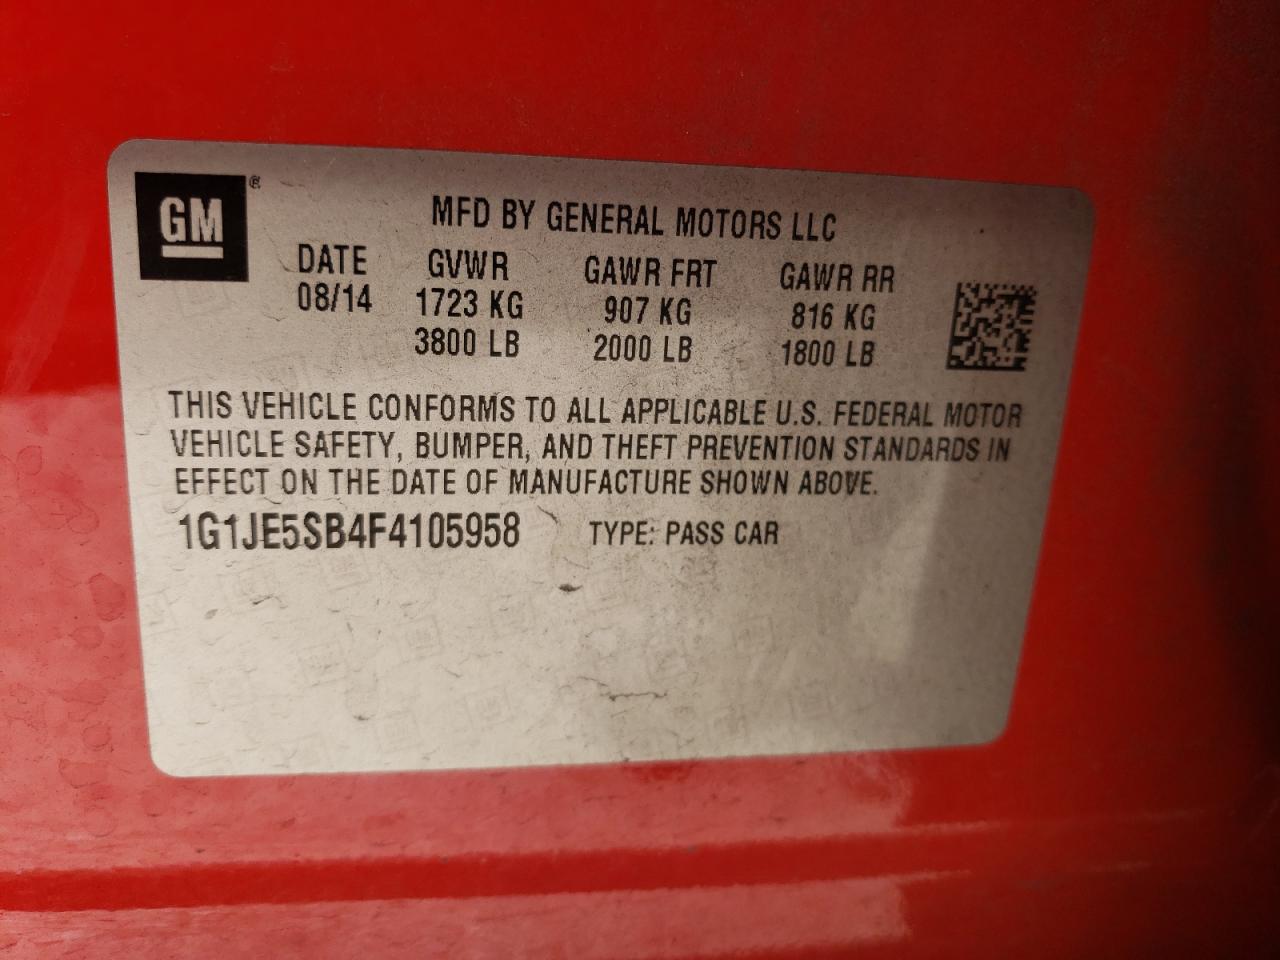 GM ®
MFD BY GENERAL MOTORS LLC
DATE GVWR GAWR FRT GAWR RR
08/14 1723 KG 907 KG 816 KG
3800 LB 2000 LB 1800 LB
THIS VEHICLE CONFORMS TO ALL APPLICABLE U.S. FEDERAL MOTOR
VEHICLE SAFETY, BUMPER, AND THEFT PREVENTION STANDARDS IN
EFFECT ON THE DATE OF MANUFACTURE SHOWN ABOVE.
1G1JE5SB4F4105958 TYPE: PASS CAR